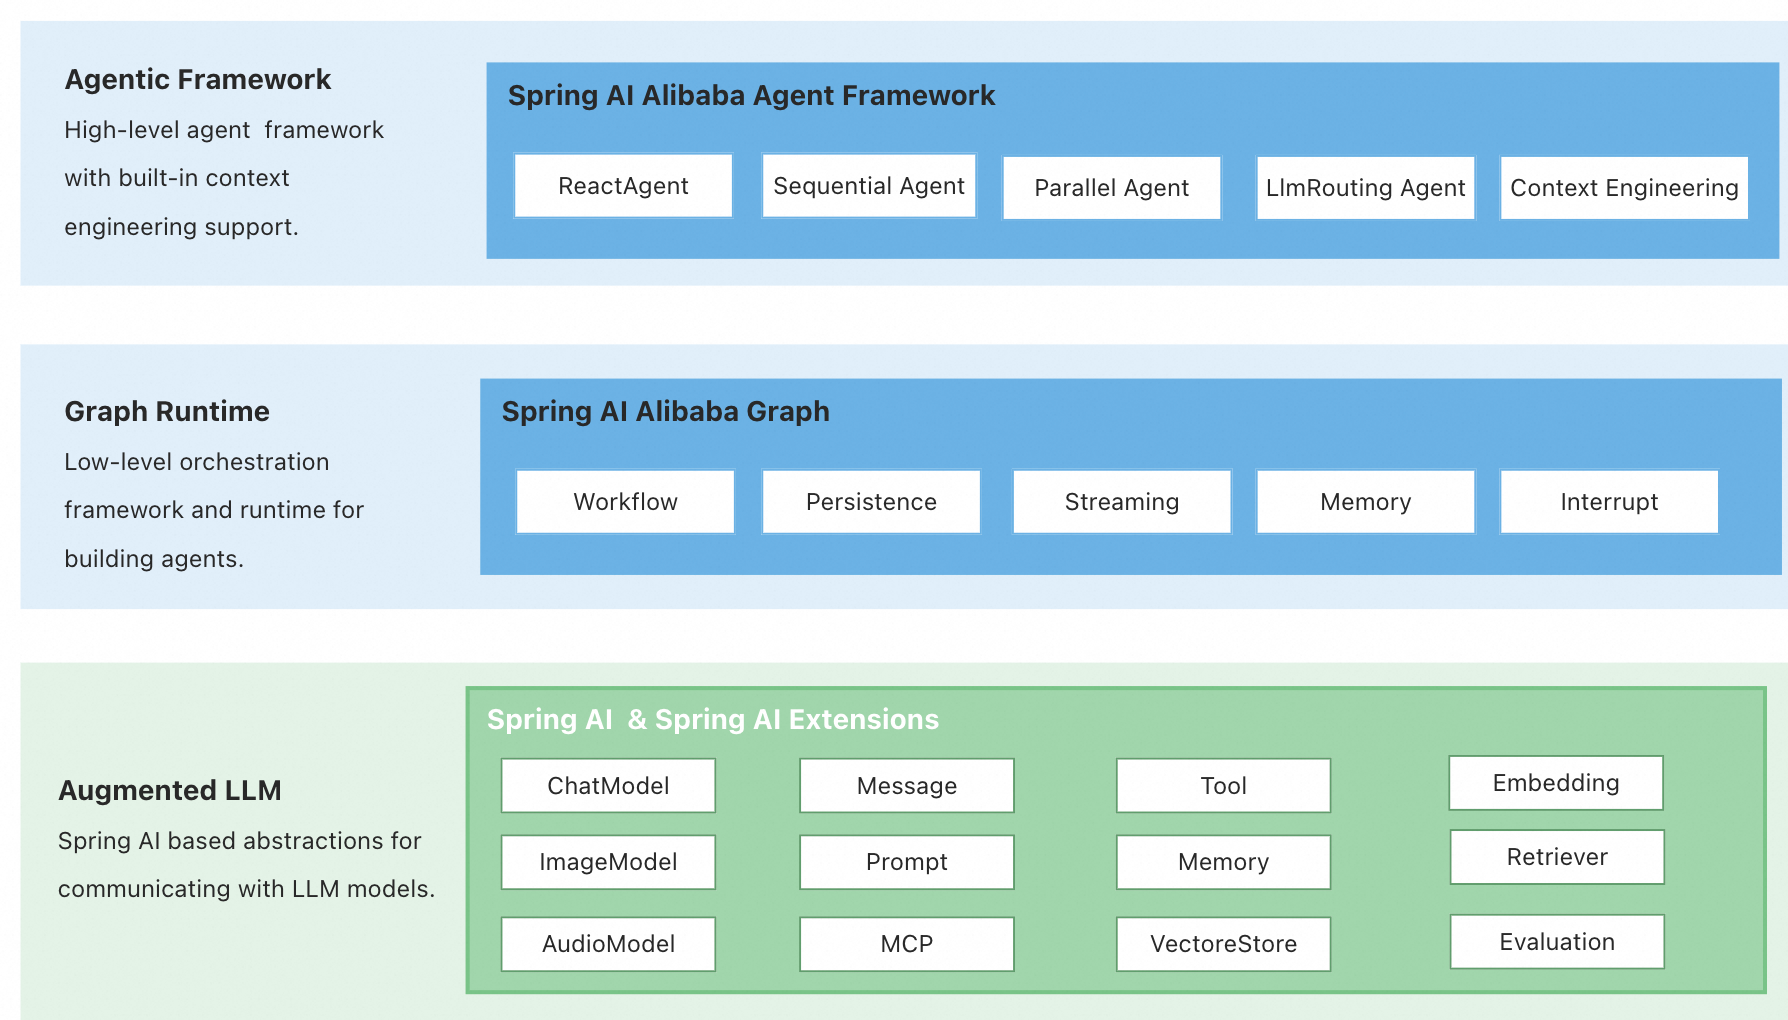 Agentic Framework
High-level agent  framework
with built-in context
engineering support.
Spring AI Alibaba Agent Framework
ReactAgent
Sequential Agent
Parallel Agent
LlmRouting Agent
Context Engineering
Graph Runtime
Low-level orchestration
framework and runtime for
building agents.
Spring AI Alibaba Graph
Workflow
Persistence
Streaming
Memory
Interrupt
Augmented LLM
Spring AI based abstractions for
communicating with LLM models.
Spring AI  & Spring AI Extensions
ChatModel
Message
Tool
Embedding
ImageModel
Prompt
Memory
Retriever
AudioModel
MCP
VectoreStore
Evaluation